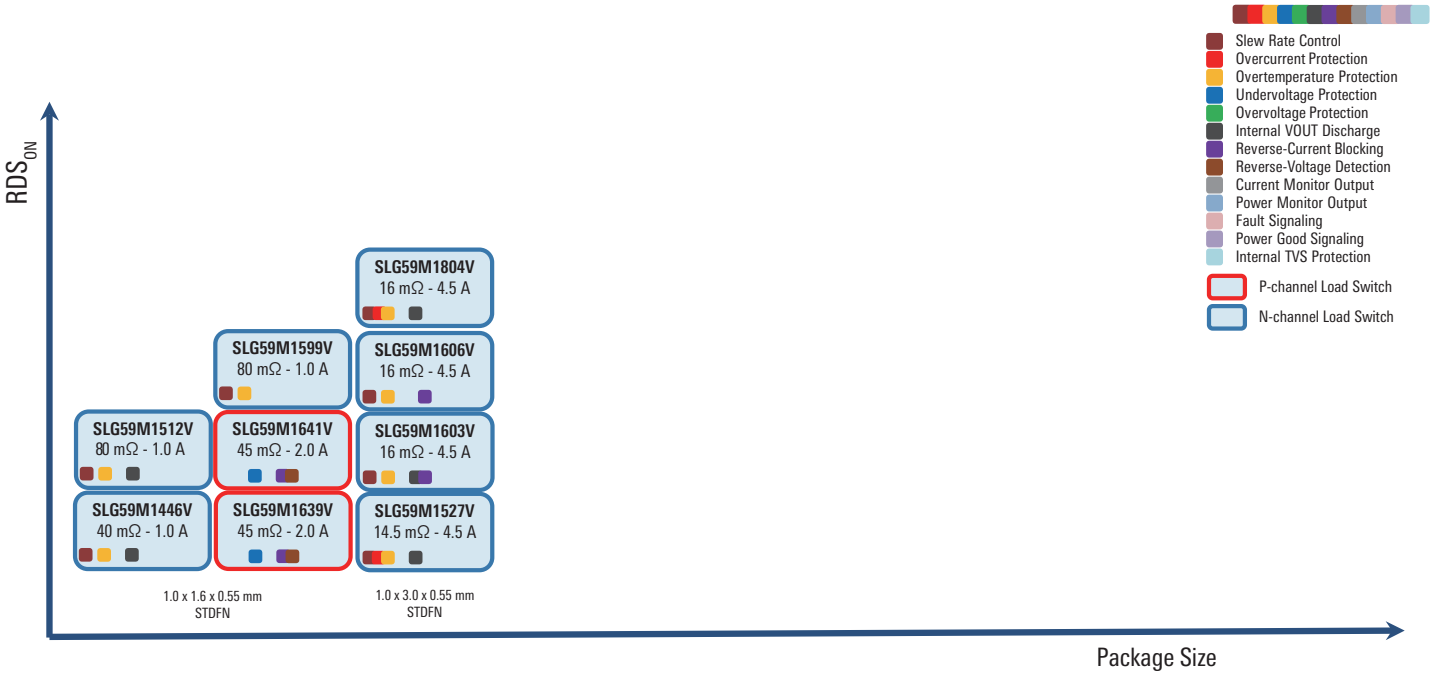 Slew Rate Control
Overcurrent Protection
Overtemperature Protection
Undervoltage Protection
Overvoltage Protection
Internal VOUT Discharge
Reverse-Current Blocking
Reverse-Voltage Detection
Current Monitor Output
Power Monitor Output
Fault Signaling
Power Good Signaling
Internal TVS Protection
P-channel Load Switch
N-channel Load Switch
RDSON
SLG59M1804V
16 mΩ - 4.5 A
SLG59M1599V
80 mΩ - 1.0 A
SLG59M1606V
16 mΩ - 4.5 A
SLG59M1512V
80 mΩ - 1.0 A
SLG59M1641V
45 mΩ - 2.0 A
SLG59M1603V
16 mΩ - 4.5 A
SLG59M1446V
40 mΩ - 1.0 A
SLG59M1639V
45 mΩ - 2.0 A
SLG59M1527V
14.5 mΩ - 4.5 A
1.0 x 1.6 x 0.55 mm
STDFN
1.0 x 3.0 x 0.55 mm
STDFN
Package Size